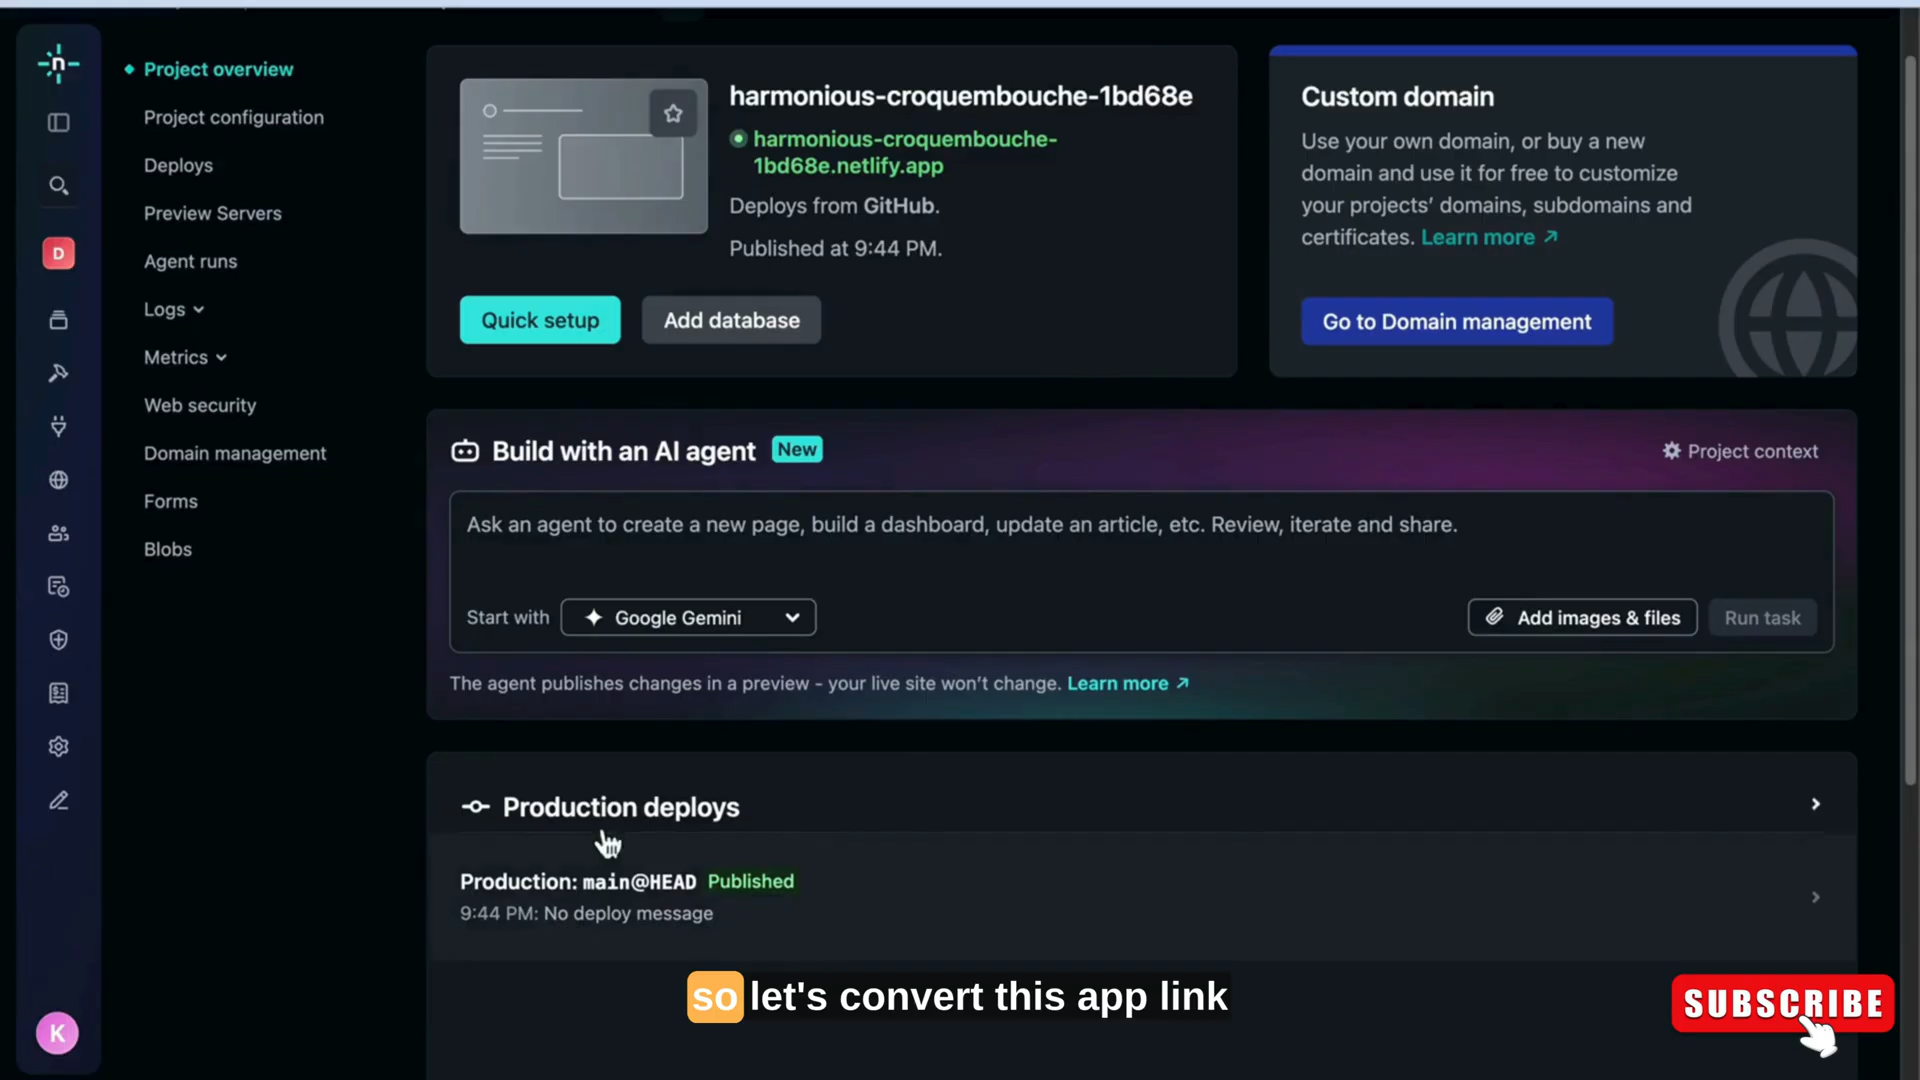 n
Project overview
Project configuration
Deploys
Preview Servers
Agent runs
Logs
Metrics
Web security
Domain management
Forms
Blobs
D
K
harmonious-croquembouche-1bd68e
harmonious-croquembouche-
1bd68e.netlify.app
Deploys from GitHub.
Published at 9:44 PM.
Quick setup
Add database
Custom domain
Use your own domain, or buy a new
domain and use it for free to customize
your projects’ domains, subdomains and
certificates. Learn more ↗
Go to Domain management
Build with an AI agent New
Project context
Ask an agent to create a new page, build a dashboard, update an article, etc. Review, iterate and share.
Start with Google Gemini
Add images & files
Run task
The agent publishes changes in a preview - your live site won’t change. Learn more ↗
Production deploys
Production: main@HEAD Published
9:44 PM: No deploy message
so let's convert this app link
SUBSCRIBE